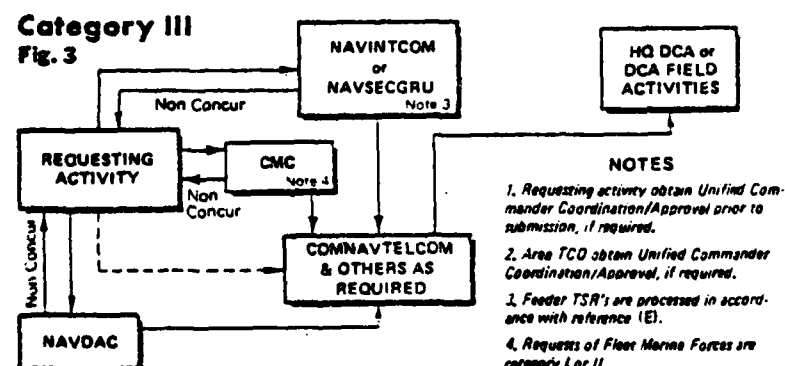 Category III
Fig. 3
NAVINTCOM
or
NAVSECGRU
Note 3
HQ DCA or
DCA FIELD
ACTIVITIES
Non Concur
REQUESTING
ACTIVITY
CMC
Note 4
Non
Concur
Non Concur
COMNAVTELCOM
& OTHERS AS
REQUIRED
NAVDAC
NOTES
1. Requesting activity obtain Unified Com-
mander Coordination/Approval prior to
submission, if required.
2. Area TCO obtain Unified Commander
Coordination/Approval, if required.
3. Feeder TSR's are processed in accord-
ance with reference (E).
4. Requests of Fleet Marine Forces are
category I or II